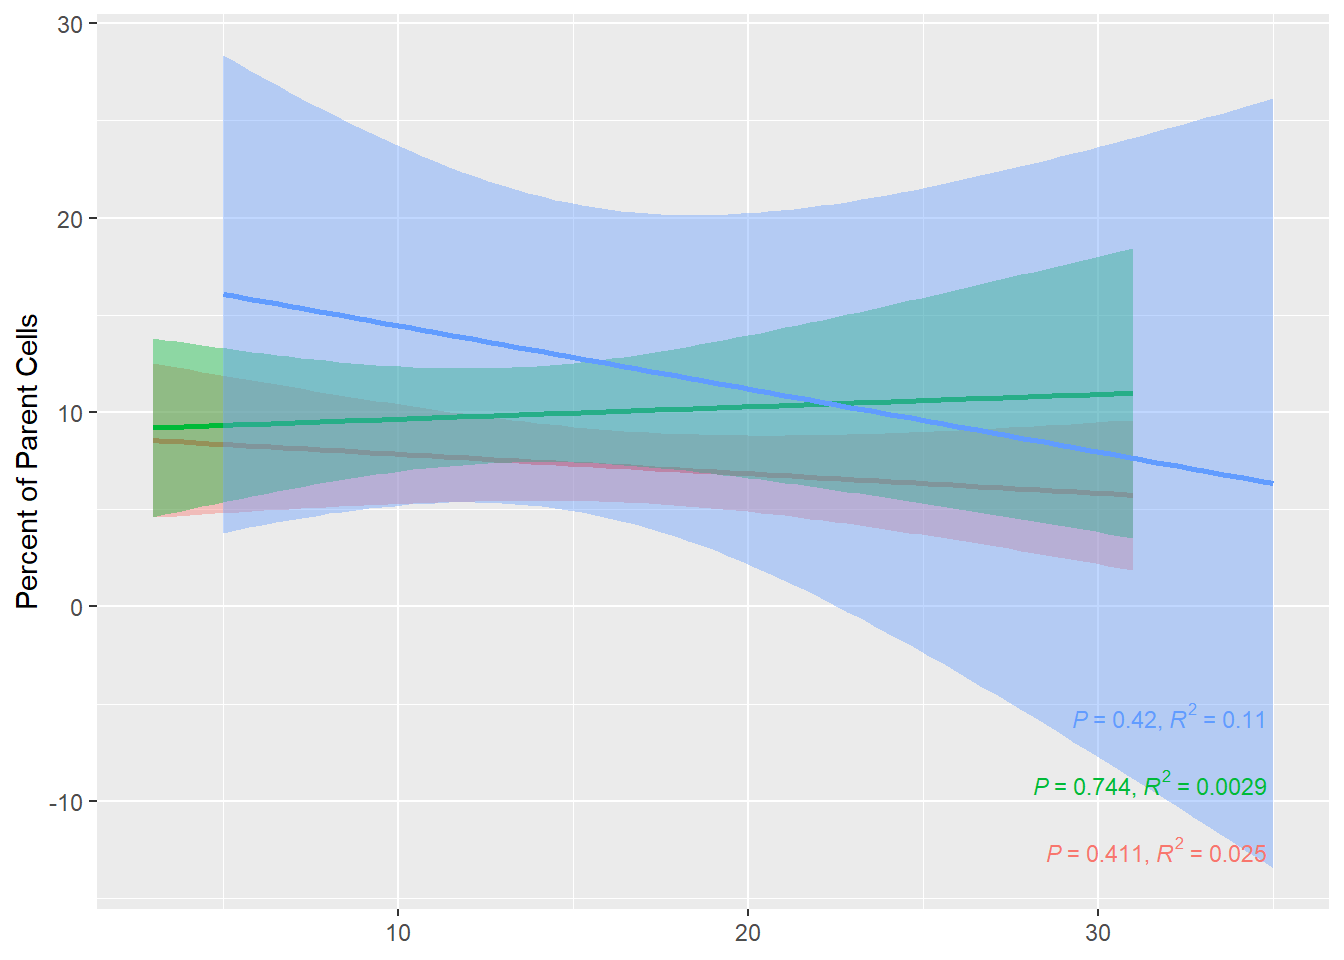 30
20
10
0
-10
Percent of Parent Cells
P = 0.42, R² = 0.11
P = 0.744, R² = 0.0029
P = 0.411, R² = 0.025
10 20 30